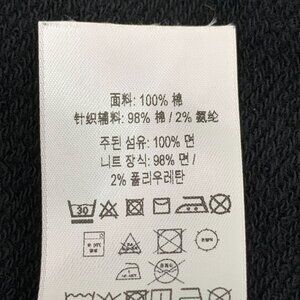 面料: 100% 棉
针织辅料: 98% 棉 / 2% 氨纶
주된 섬유: 100% 면
니트 장식: 98% 면 /
2% 폴리우레탄
30